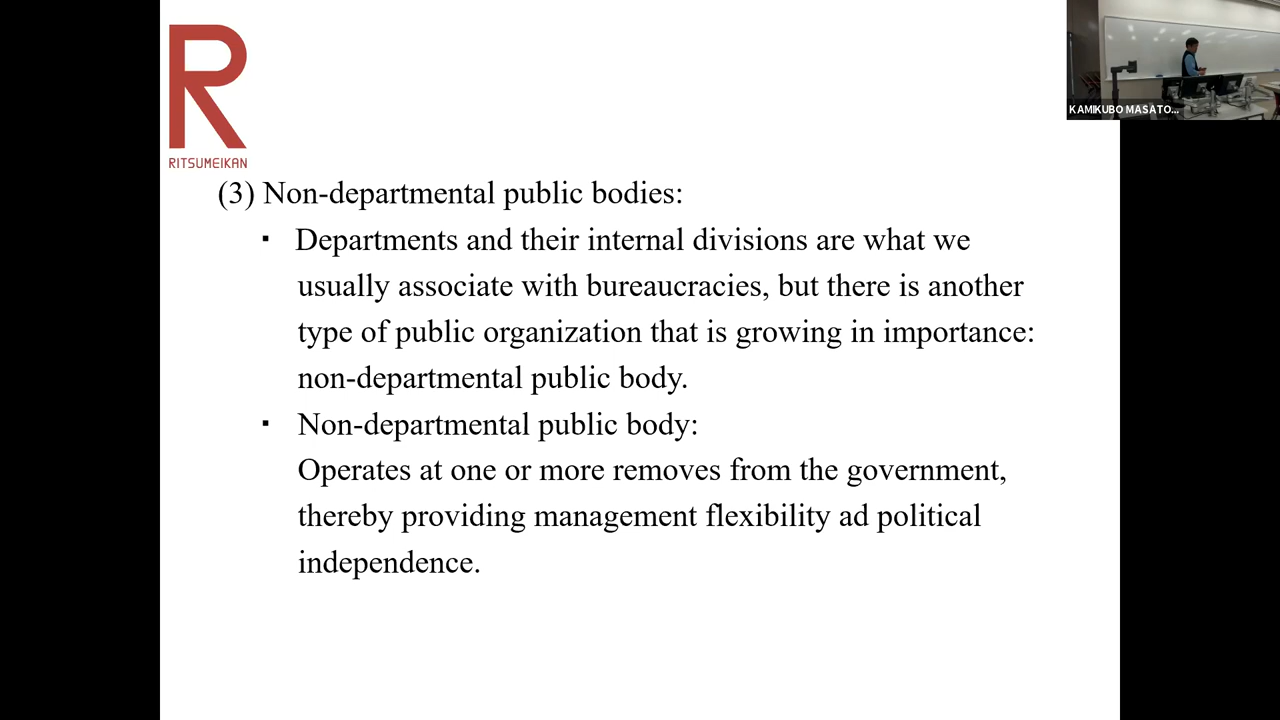 R
RITSUMEIKAN
KAMIKUBO MASATO...
(3) Non-departmental public bodies:
▪ Departments and their internal divisions are what we
usually associate with bureaucracies, but there is another
type of public organization that is growing in importance:
non-departmental public body.
▪ Non-departmental public body:
Operates at one or more removes from the government,
thereby providing management flexibility ad political
independence.